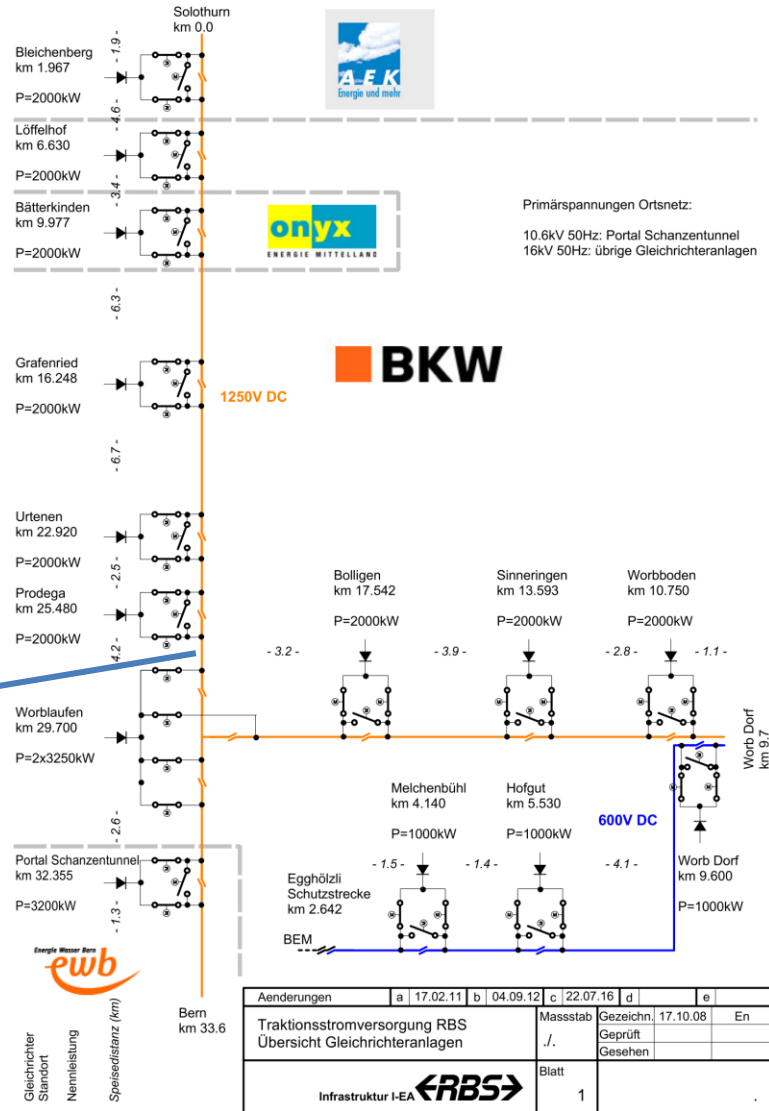 Solothurn
km 0.0
Bleichenberg
km 1.967
P=2000kW
- 1.9 -
AEK
Energie und mehr
- 4.6 -
Löffelhof
km 6.630
P=2000kW
- 3.4 -
Bätterkinden
km 9.977
P=2000kW
onyx
ENERGIE MITTELLAND
Primärspannungen Ortsnetz:
10.6kV 50Hz: Portal Schanzentunnel
16kV 50Hz: übrige Gleichrichteranlagen
- 6.3 -
BKW
Grafenried
km 16.248
P=2000kW
1250V DC
- 6.7 -
Urtenen
km 22.920
P=2000kW
- 2.5 -
Prodega
km 25.480
P=2000kW
- 4.2 -
Bolligen
km 17.542
P=2000kW
Sinneringen
km 13.593
P=2000kW
Worbboden
km 10.750
P=2000kW
- 3.2 -
- 3.9 -
- 2.8 -
- 1.1 -
Worblaufen
km 29.700
P=2x3250kW
Worb Dorf
km 9.7
- 2.6 -
Melchenbühl
km 4.140
P=1000kW
Hofgut
km 5.530
P=1000kW
600V DC
Portal Schanzentunnel
km 32.355
P=3200kW
- 1.3 -
Egghölzli
Schutzstrecke
km 2.642
- 1.5 -
- 1.4 -
- 4.1 -
Worb Dorf
km 9.600
P=1000kW
BEM
Energie Wasser Bern
ewb
Bern
km 33.6
Gleichrichter
Standort
Nennleistung
Speisedistanz (km)
Aenderungen a 17.02.11 b 04.09.12 c 22.07.16 d e
Traktionsstromversorgung RBS
Übersicht Gleichrichteranlagen
Massstab
./.
Gezeichn. 17.10.08 En
Geprüft
Gesehen
Infrastruktur I-EA RBS
Blatt
1
.